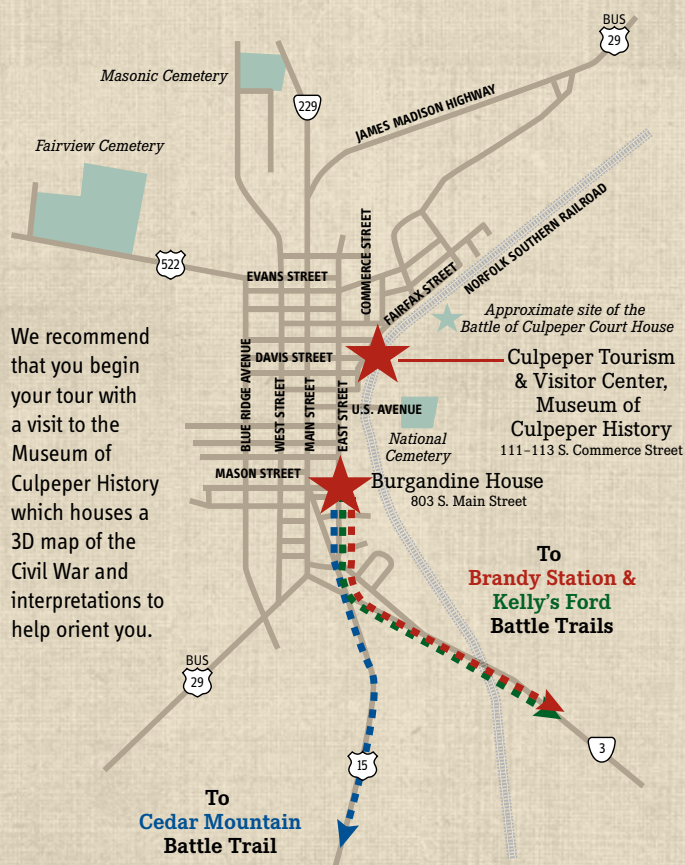 BUS
29
Masonic Cemetery
229
JAMES MADISON HIGHWAY
Fairview Cemetery
522
EVANS STREET
COMMERCE STREET
FAIRFAX STREET
NORFOLK SOUTHERN RAILROAD
Approximate site of the
Battle of Culpeper Court House
We recommend
that you begin
your tour with
a visit to the
Museum of
Culpeper History
which houses a
3D map of the
Civil War and
interpretations to
help orient you.
DAVIS STREET
Culpeper Tourism
& Visitor Center,
Museum of
Culpeper History
111–113 S. Commerce Street
BLUE RIDGE AVENUE
WEST STREET
MAIN STREET
EAST STREET
U.S. AVENUE
National
Cemetery
MASON STREET
Burgandine House
803 S. Main Street
To
Brandy Station &
Kelly’s Ford
Battle Trails
BUS
29
3
15
To
Cedar Mountain
Battle Trail